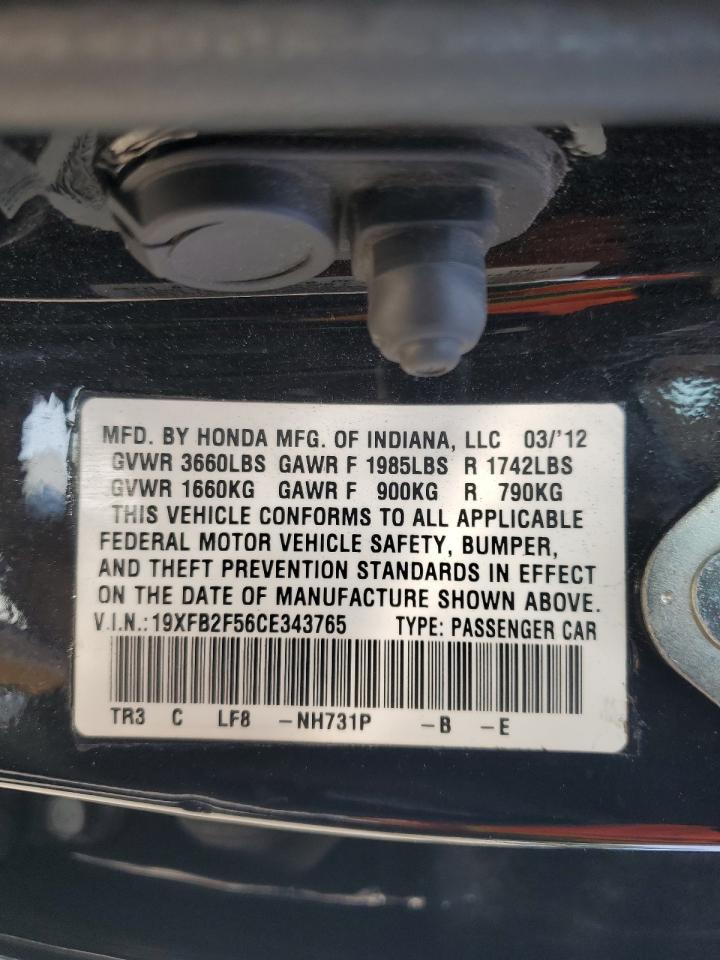 MFD. BY HONDA MFG. OF INDIANA, LLC 03/'12
GVWR 3660LBS GAWR F 1985LBS R 1742LBS
GVWR 1660KG GAWR F 900KG R 790KG
THIS VEHICLE CONFORMS TO ALL APPLICABLE
FEDERAL MOTOR VEHICLE SAFETY, BUMPER,
AND THEFT PREVENTION STANDARDS IN EFFECT
ON THE DATE OF MANUFACTURE SHOWN ABOVE.
V.I.N.:19XFB2F56CE343765 TYPE: PASSENGER CAR
TR3 C LF8 -NH731P -B -E